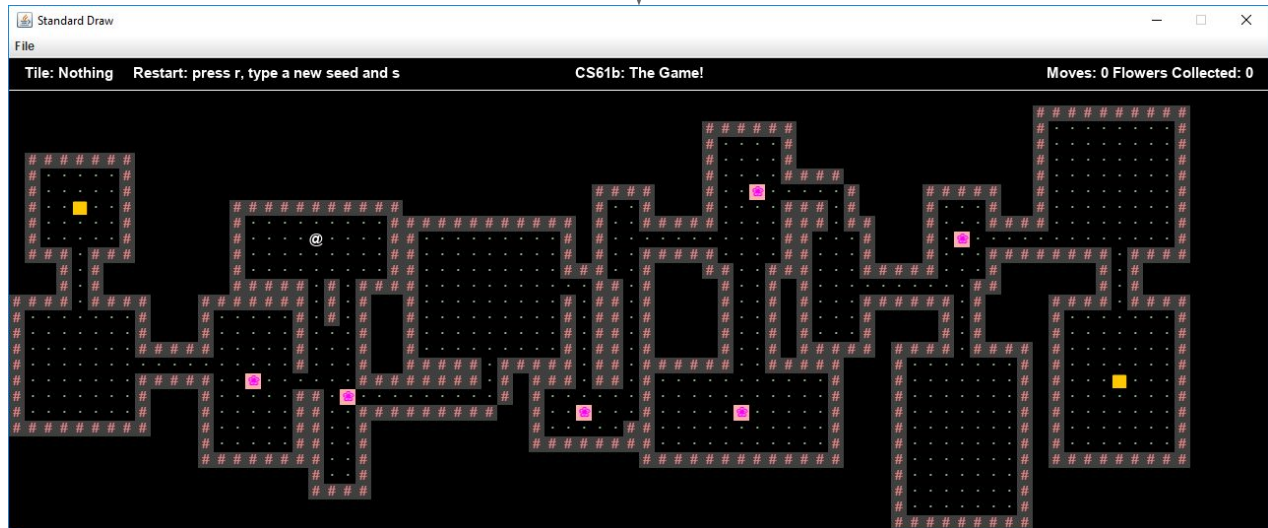 Standard Draw
File
Tile: Nothing Restart: press r, type a new seed and s CS61b: The Game! Moves: 0 Flowers Collected: 0
@